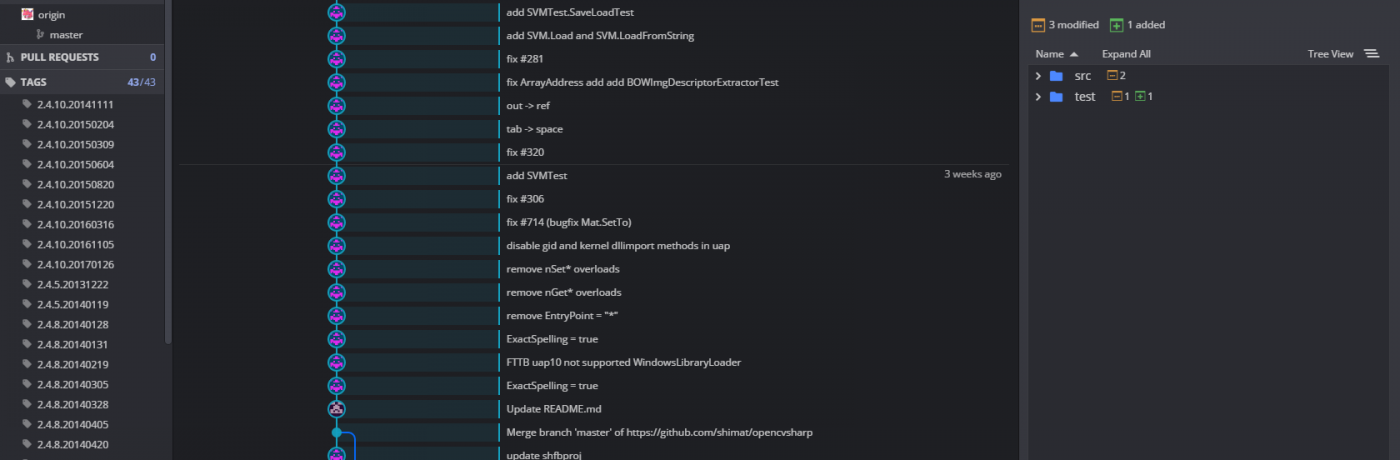 origin
master
PULL REQUESTS 0
TAGS 43/43
2.4.10.20141111
2.4.10.20150204
2.4.10.20150309
2.4.10.20150604
2.4.10.20150820
2.4.10.20151220
2.4.10.20160316
2.4.10.20161105
2.4.10.20170126
2.4.5.20131222
2.4.5.20140119
2.4.8.20140128
2.4.8.20140131
2.4.8.20140219
2.4.8.20140305
2.4.8.20140328
2.4.8.20140405
2.4.8.20140420
add SVMTest.SaveLoadTest
add SVM.Load and SVM.LoadFromString
fix #281
fix ArrayAddress add add BOWImgDescriptorExtractorTest
out -> ref
tab -> space
fix #320
add SVMTest 3 weeks ago
fix #306
fix #714 (bugfix Mat.SetTo)
disable gid and kernel dllimport methods in uap
remove nSet* overloads
remove nGet* overloads
remove EntryPoint = "*"
ExactSpelling = true
FTTB uap10 not supported WindowsLibraryLoader
ExactSpelling = true
Update README.md
Merge branch 'master' of https://github.com/shimat/opencvsharp
update shfbproj
3 modified 1 added
Name Expand All Tree View
src 2
test 1 1